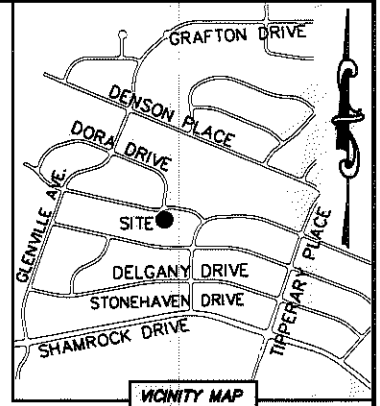 GRAFTON DRIVE
DENSON PLACE
DORA DRIVE
GLENVILLE AVE.
SITE
DELGANY DRIVE
STONEHAVEN DRIVE
TIPPERARY PLACE
SHAMROCK DRIVE
VICINITY MAP